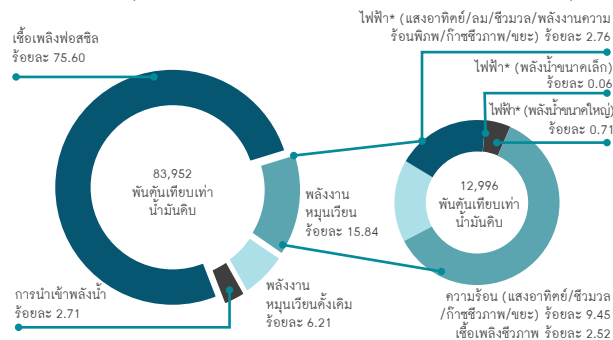 เชื้อเพลิงฟอสซิล
ร้อยละ 75.60
83,952
พันตันเทียบเท่า
น้ำมันดิบ
พลังงาน
หมุนเวียน
ร้อยละ 15.84
พลังงาน
หมุนเวียนดั้งเดิม
ร้อยละ 6.21
การนำเข้าพลังน้ำ
ร้อยละ 2.71
ไฟฟ้า* (แสงอาทิตย์/ลม/ชีวมวล/พลังงานความ
ร้อนพิภพ/ก๊าซชีวภาพ/ขยะ) ร้อยละ 2.76
ไฟฟ้า* (พลังน้ำขนาดเล็ก)
ร้อยละ 0.06
ไฟฟ้า* (พลังน้ำขนาดใหญ่)
ร้อยละ 0.71
12,996
พันตันเทียบเท่า
น้ำมันดิบ
ความร้อน (แสงอาทิตย์/ชีวมวล
/ก๊าซชีวภาพ/ขยะ) ร้อยละ 9.45
เชื้อเพลิงชีวภาพ ร้อยละ 2.52